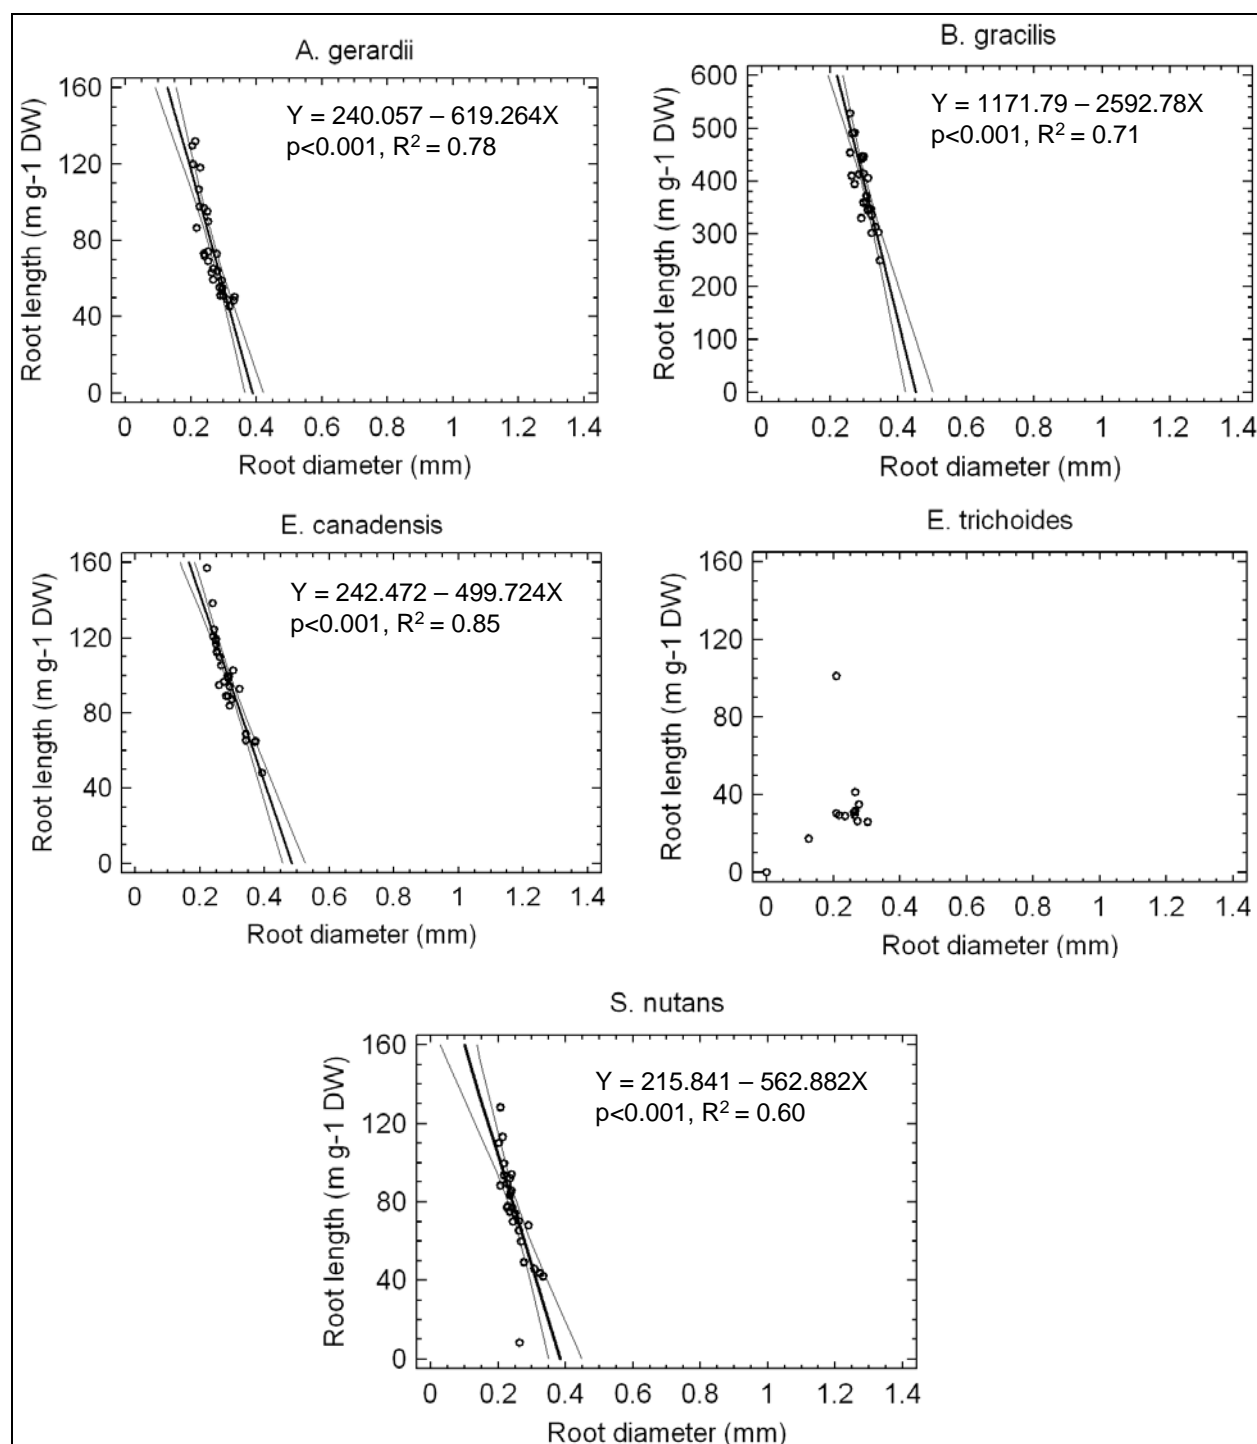 A. gerardii
Y = 240.057 – 619.264X
p<0.001, R² = 0.78
Root length (m g-1 DW)
160
120
80
40
0
0 0.2 0.4 0.6 0.8 1 1.2 1.4
Root diameter (mm)
B. gracilis
Y = 1171.79 – 2592.78X
p<0.001, R² = 0.71
Root length (m g-1 DW)
600
500
400
300
200
100
0
0 0.2 0.4 0.6 0.8 1 1.2 1.4
Root diameter (mm)
E. canadensis
Y = 242.472 – 499.724X
p<0.001, R² = 0.85
Root length (m g-1 DW)
160
120
80
40
0
0 0.2 0.4 0.6 0.8 1 1.2 1.4
Root diameter (mm)
E. trichoides
Root length (m g-1 DW)
160
120
80
40
0
0 0.2 0.4 0.6 0.8 1 1.2 1.4
Root diameter (mm)
S. nutans
Y = 215.841 – 562.882X
p<0.001, R² = 0.60
Root length (m g-1 DW)
160
120
80
40
0
0 0.2 0.4 0.6 0.8 1 1.2 1.4
Root diameter (mm)